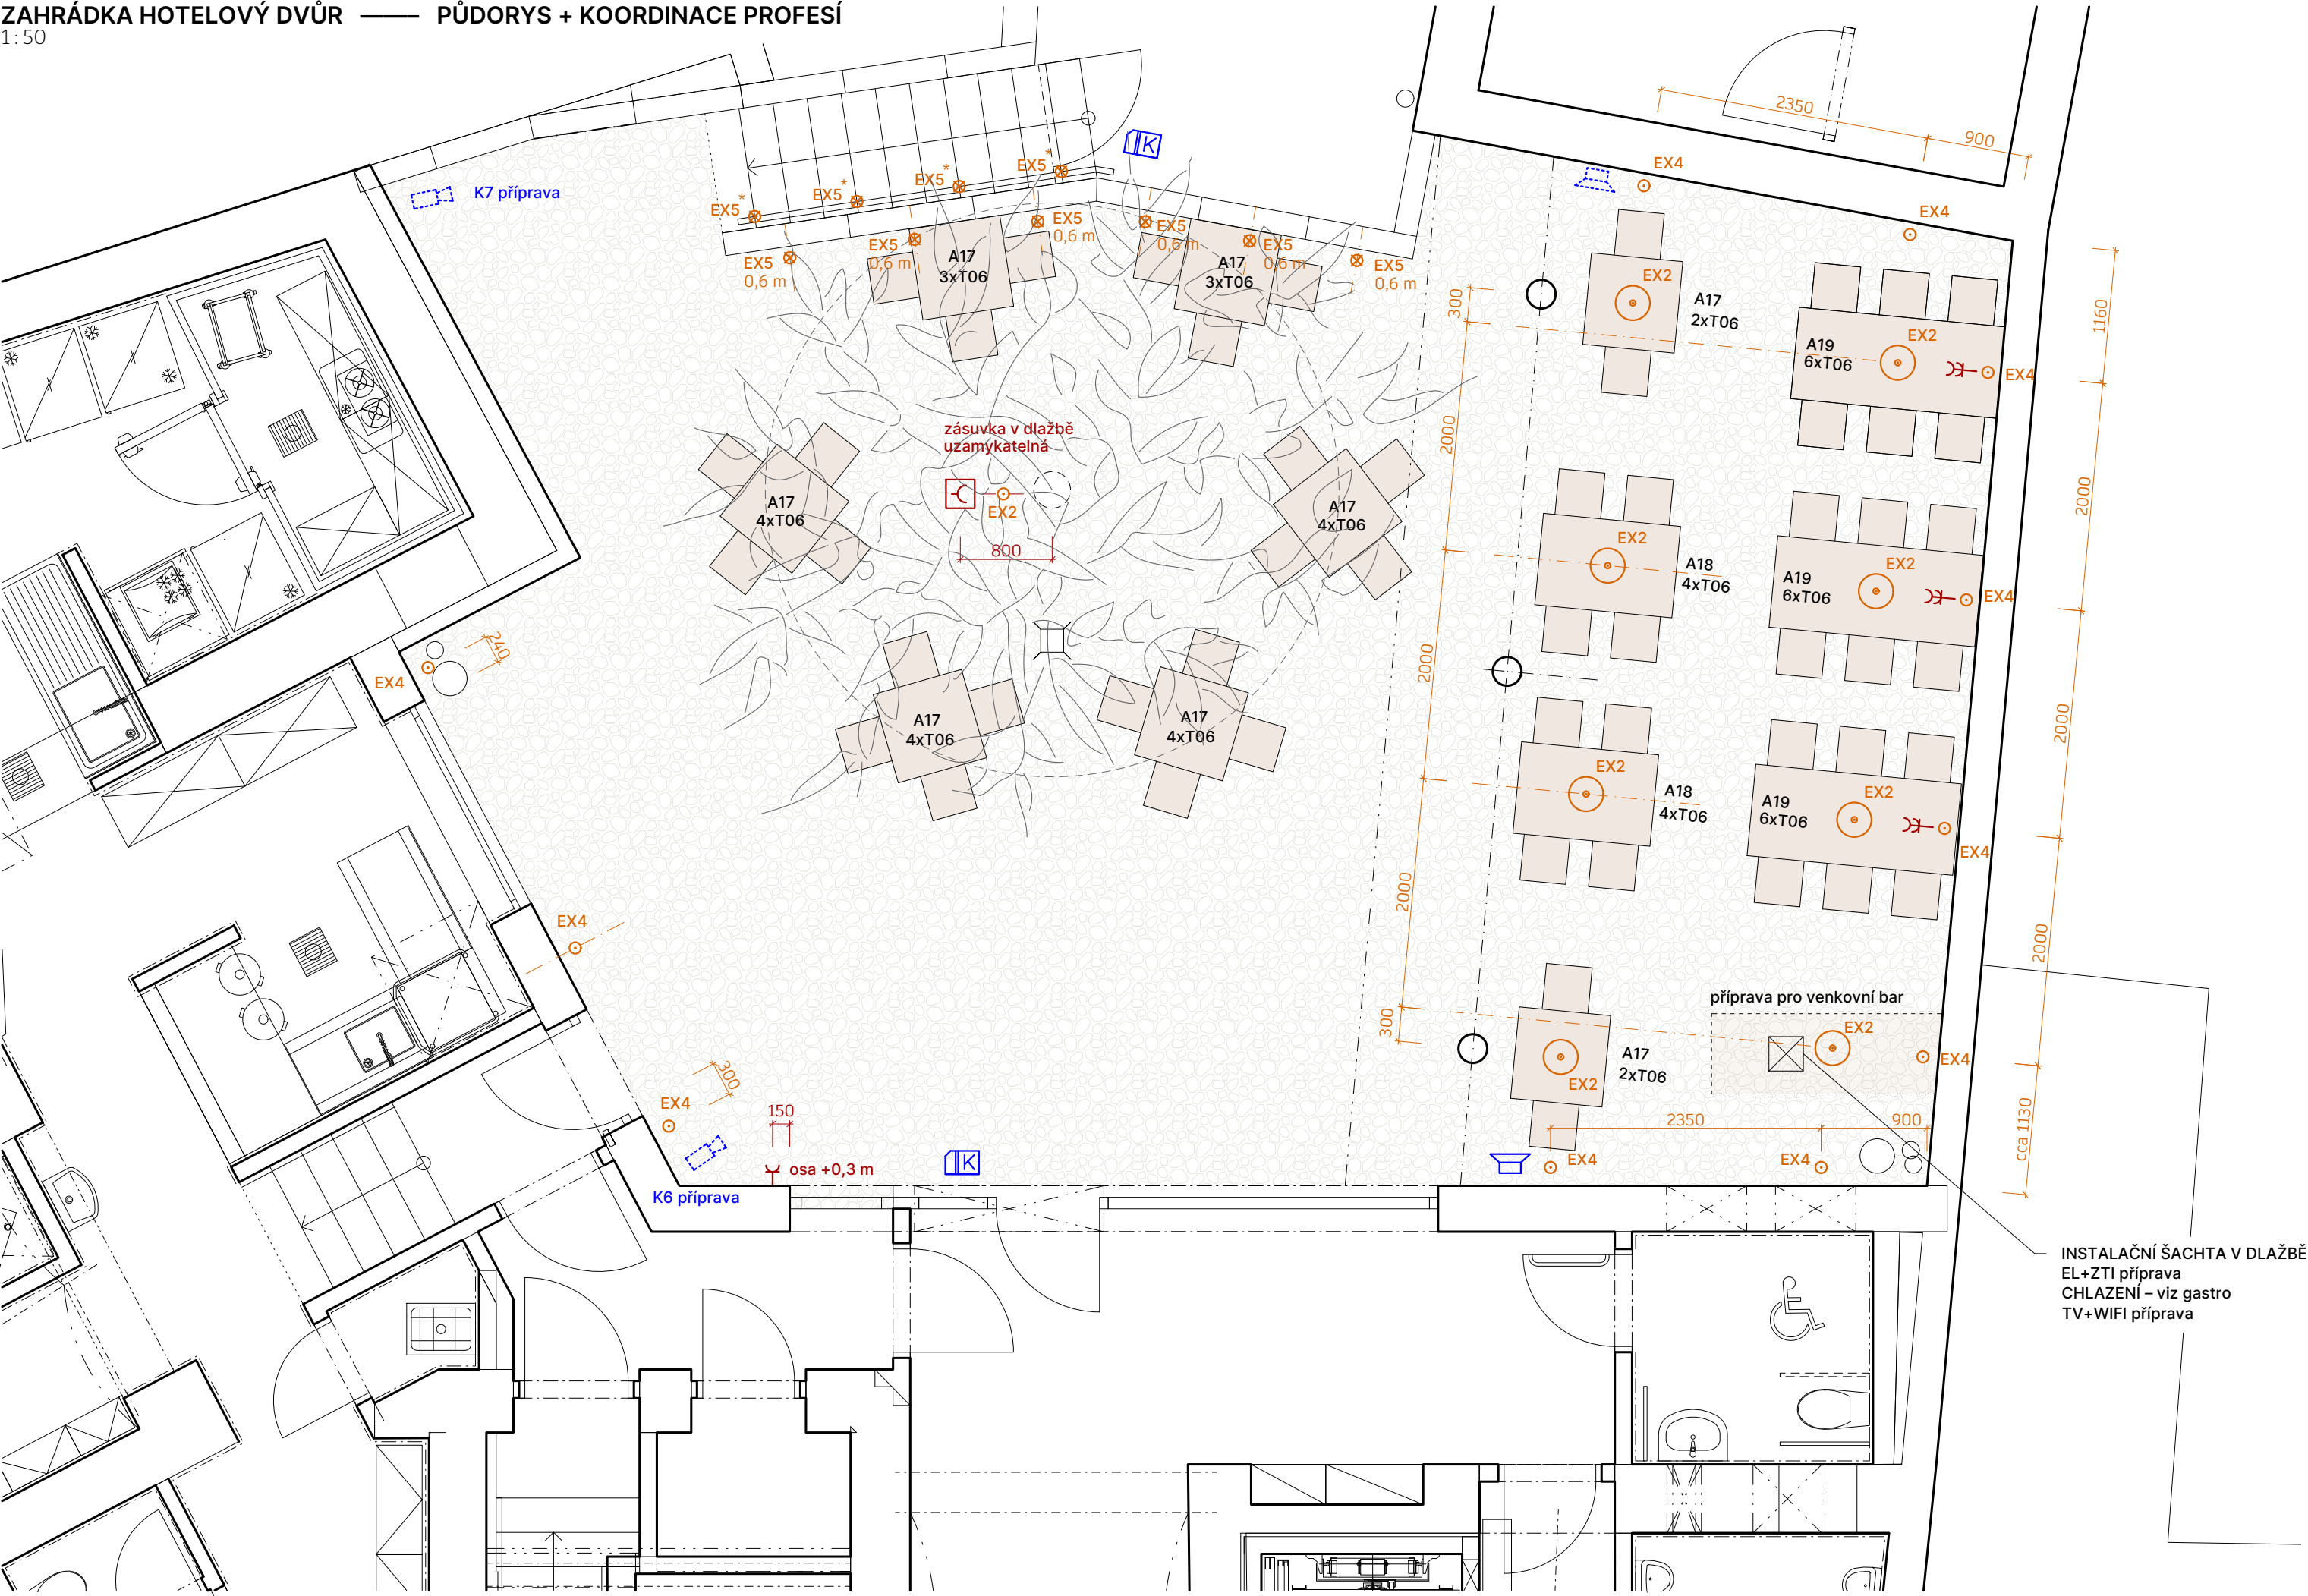 ZAHRÁDKA HOTELOVÝ DVŮR —— PŮDORYS + KOORDINACE PROFESÍ
1:50
2350
900
K
K7 příprava
EX4
EX4
EX5*
EX5*
EX5*
EX5*
EX5
0,6 m
EX5
0,6 m
EX5
0,6 m
EX5
0,6 m
EX5
0,6 m
EX5
0,6 m
A17
3xT06
A17
3xT06
EX2
A17
2xT06
EX2
A19
6xT06
EX4
300
1160
2000
2000
zásuvka v dlažbě
uzamykatelná
EX2
800
A17
4xT06
A17
4xT06
EX2
A18
4xT06
EX2
A19
6xT06
EX4
240
EX4
2000
2000
A17
4xT06
A17
4xT06
EX2
A18
4xT06
EX2
A19
6xT06
EX4
EX4
2000
2000
příprava pro venkovní bar
300
EX2
EX4
EX2
A17
2xT06
300
EX4
150
2350
900
cca 1130
osa +0,3 m
K
EX4
EX4
K6 příprava
INSTALAČNÍ ŠACHTA V DLAŽBĚ
EL+ZTI příprava
CHLAZENÍ – viz gastro
TV+WIFI příprava